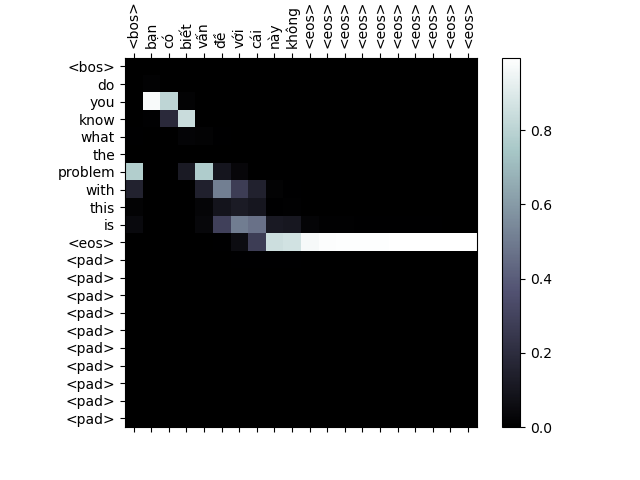 <bos> bạn có biết vấn đề với cái này không <eos> <eos> <eos> <eos> <eos> <eos> <eos> <eos> <eos> <eos>
<bos>
do
you
know
what
the
problem
with
this
is
<eos>
<pad>
<pad>
<pad>
<pad>
<pad>
<pad>
<pad>
<pad>
<pad>
0.8
0.6
0.4
0.2
0.0